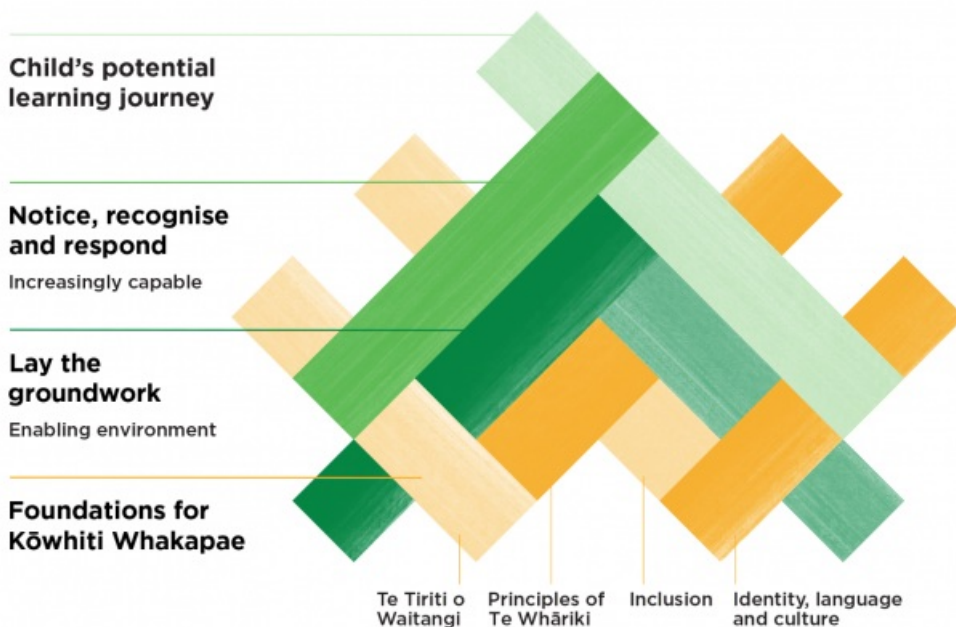 Child's potential
learning journey
Notice, recognise
and respond
Increasingly capable
Lay the
groundwork
Enabling environment
Foundations for
Kōwhiti Whakapae
Te Tiriti o
Waitangi
Principles of
Te Whāriki
Inclusion
Identity, language
and culture